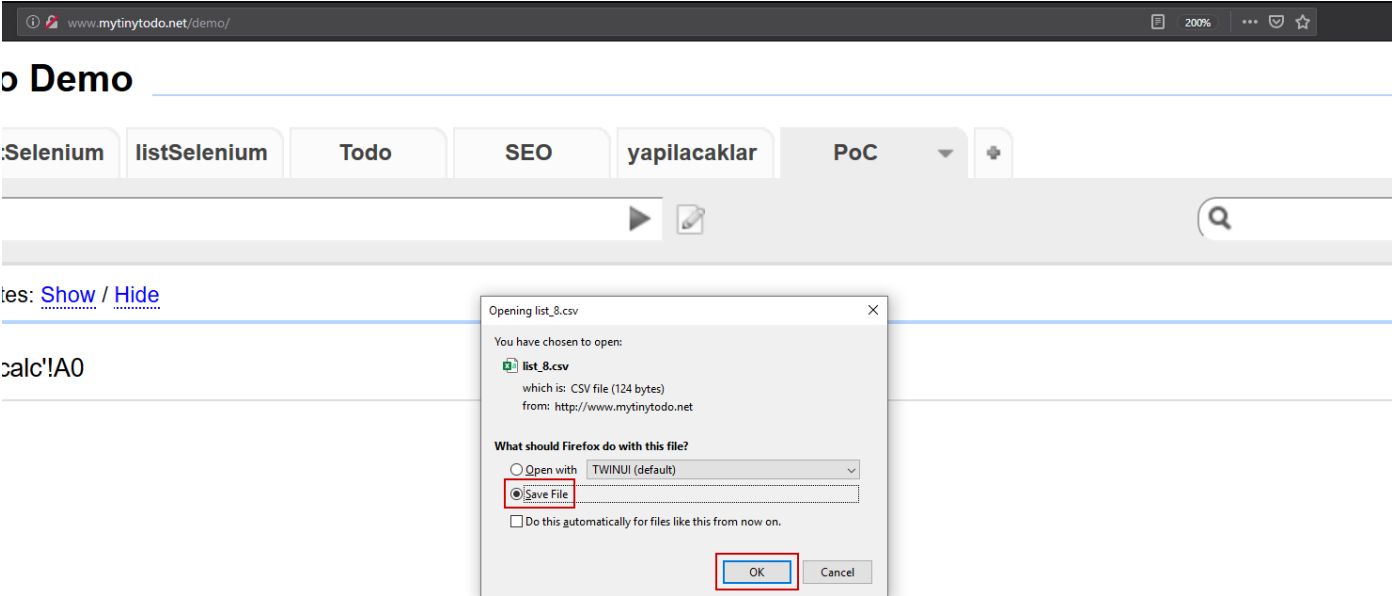 www.mytinytodo.net/demo/
200%
o Demo
tSelenium
listSelenium
Todo
SEO
yapilacaklar
PoC
tes: Show / Hide
calc'!A0
Opening list_8.csv
You have chosen to open:
list_8.csv
which is: CSV file (124 bytes)
from: http://www.mytinytodo.net
What should Firefox do with this file?
Open with TWINUI (default)
Save File
Do this automatically for files like this from now on.
OK
Cancel